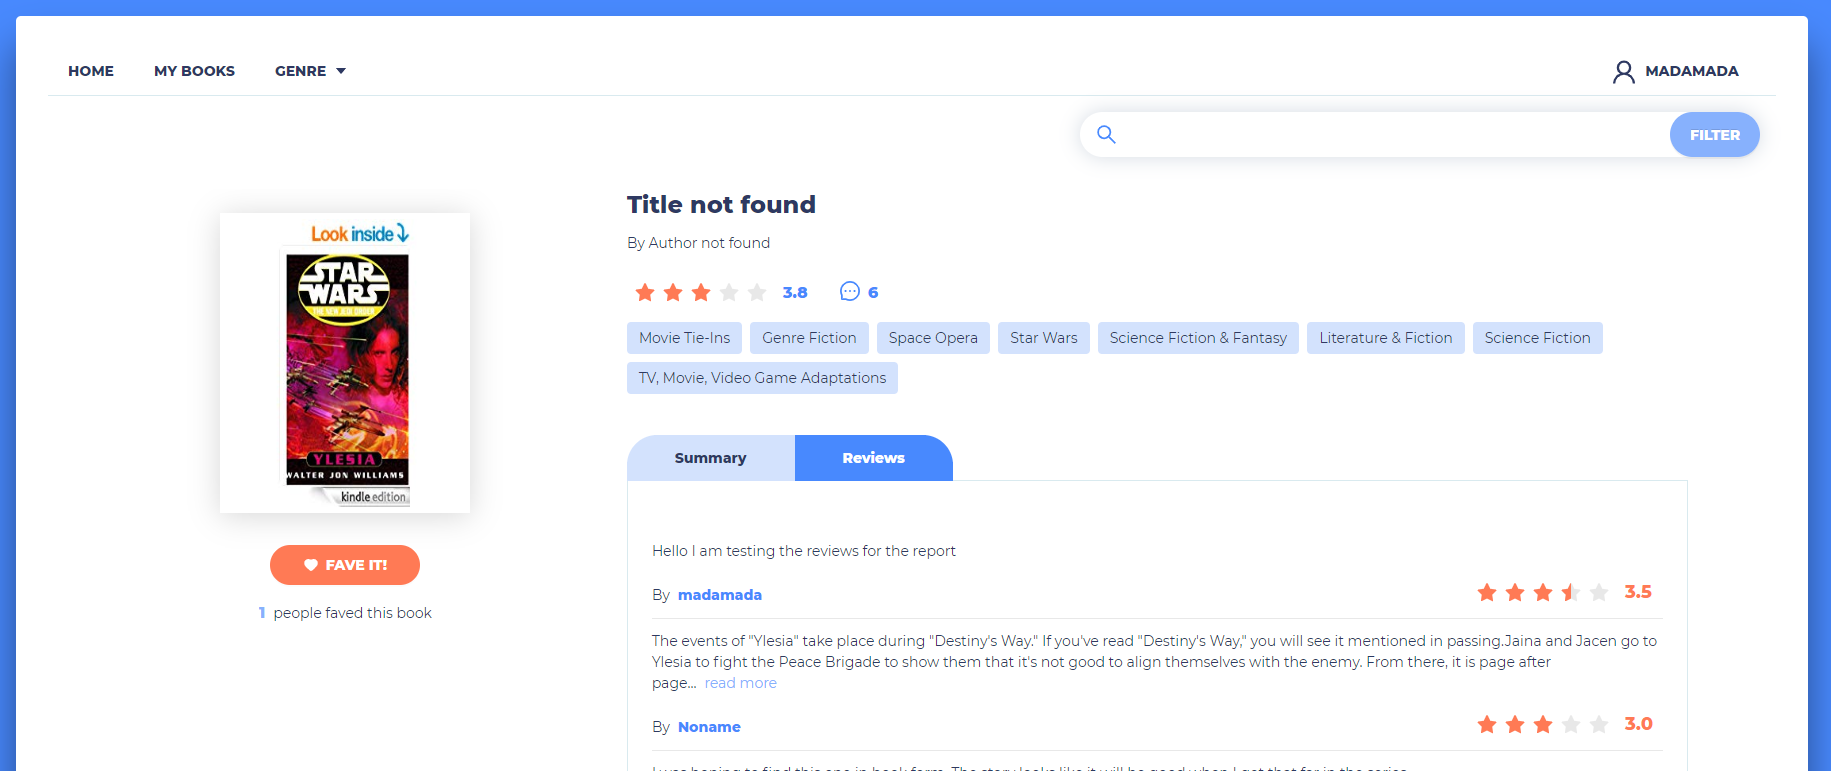 HOME MY BOOKS GENRE MADAMADA
FILTER
Title not found
By Author not found
3.8 6
Movie Tie-Ins Genre Fiction Space Opera Star Wars Science Fiction & Fantasy Literature & Fiction Science Fiction
TV, Movie, Video Game Adaptations
Look inside
STAR
WARS
THE NEW JEDI ORDER
YLESIA
WALTER JON WILLIAMS
kindle edition
FAVE IT!
1 people faved this book
Summary Reviews
Hello I am testing the reviews for the report
By madamada 3.5
The events of "Ylesia" take place during "Destiny's Way." If you've read "Destiny's Way," you will see it mentioned in passing.Jaina and Jacen go to
Ylesia to fight the Peace Brigade to show them that it's not good to align themselves with the enemy. From there, it is page after
page... read more
By Noname 3.0